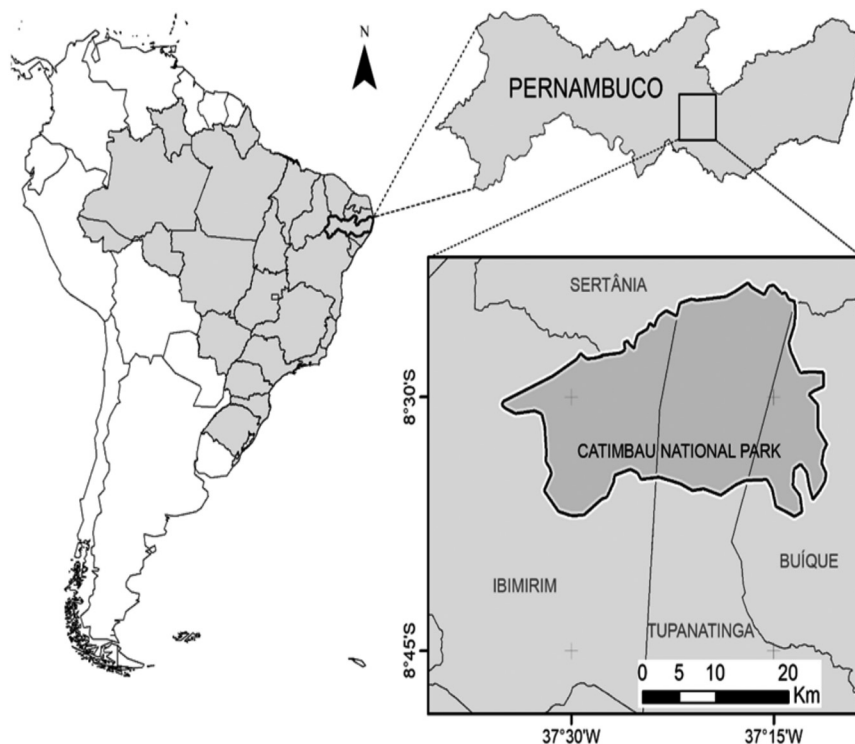 N
PERNAMBUCO
SERTÂNIA
8°30'S
CATIMBAU NATIONAL PARK
BUÍQUE
IBIMIRIM
TUPANATINGA
8°45'S
0 5 10 20
Km
37°30'W 37°15'W